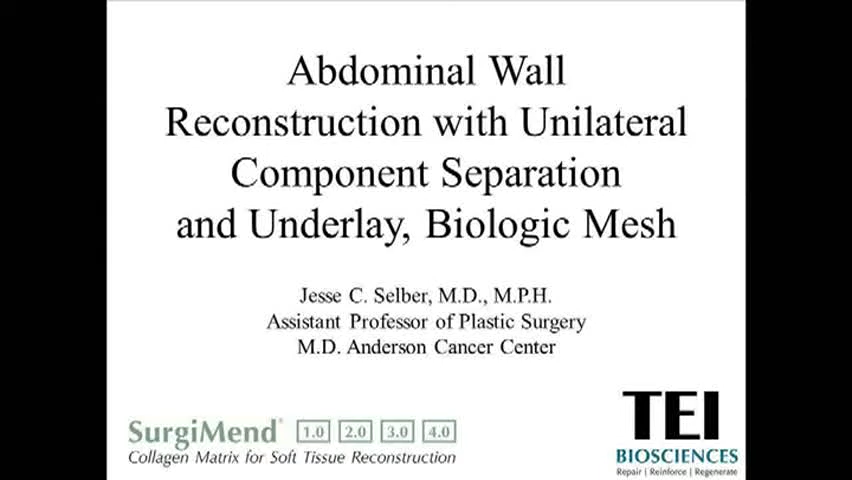 Abdominal Wall
Reconstruction with Unilateral
Component Separation
and Underlay, Biologic Mesh
Jesse C. Selber, M.D., M.P.H.
Assistant Professor of Plastic Surgery
M.D. Anderson Cancer Center
SurgiMend® 1.0 2.0 3.0 4.0
Collagen Matrix for Soft Tissue Reconstruction
TEI
BIOSCIENCES
Repair | Reinforce | Regenerate